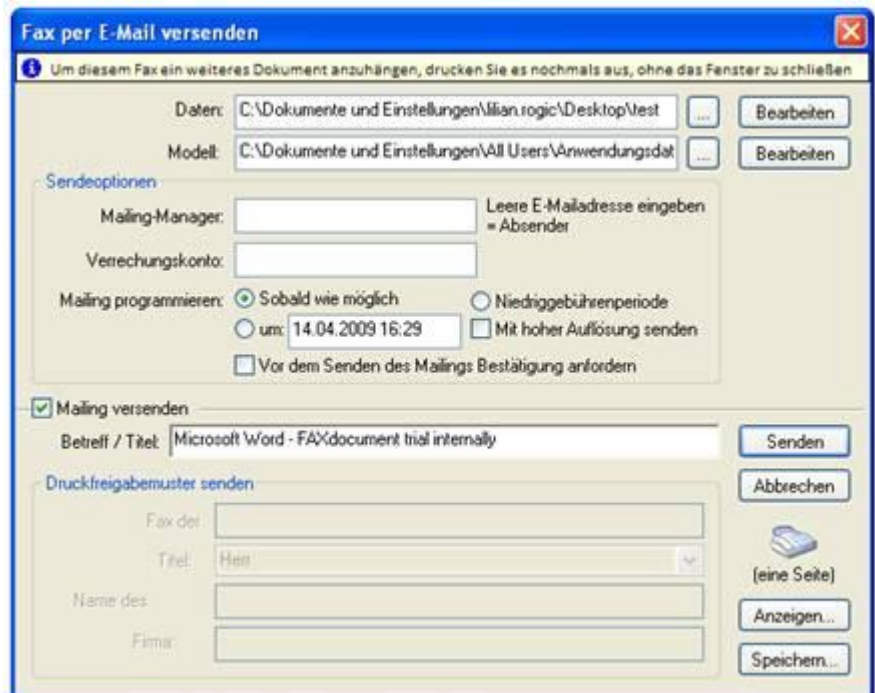 Fax per E-Mail versenden
Um diesem Fax ein weiteres Dokument anzuhängen, drucken Sie es nochmals aus, ohne das Fenster zu schließen
Daten: C:\Dokumente und Einstellungen\lilian.rogic\Desktop\test ... Bearbeiten
Modell: C:\Dokumente und Einstellungen\All Users\Anwendungsdat ... Bearbeiten
Sendeoptionen
Mailing-Manager: Leere E-Mailadresse eingeben
= Absender
Verrechungskonto:
Mailing programmieren: Sobald wie möglich Niedriggebührenperiode
um: 14.04.2009 16:29 Mit hoher Auflösung senden
Vor dem Senden des Mailings Bestätigung anfordern
Mailing versenden
Betreff / Titel: Microsoft Word - FAXdocument trial internally Senden
Druckfreigabemuster senden Abbrechen
Fax der
Titel: Herr
(eine Seite)
Name des
Anzeigen...
Firma:
Speichern...